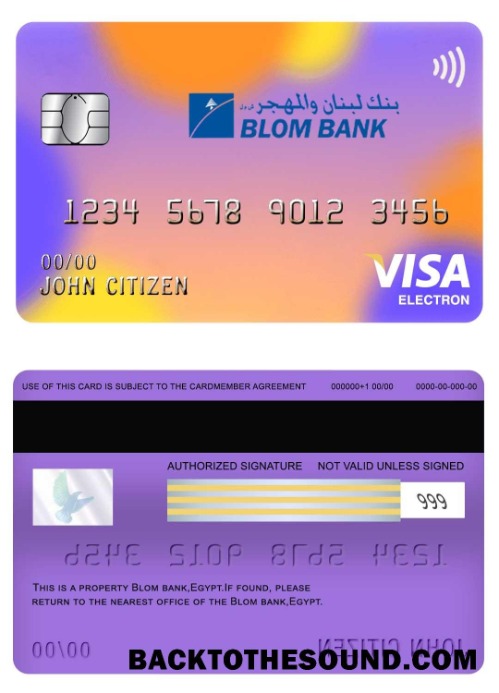 بنك لبنان والمهجر ش.م.ل.
BLOM BANK
1234 5678 9012 3456
00/00
JOHN CITIZEN
VISA
ELECTRON
USE OF THIS CARD IS SUBJECT TO THE CARDMEMBER AGREEMENT 000000+1 00/00 0000-00-000-00
AUTHORIZED SIGNATURE NOT VALID UNLESS SIGNED
999
1234 5678 9012 3456
THIS IS A PROPERTY BLOM BANK,EGYPT.IF FOUND, PLEASE
RETURN TO THE NEAREST OFFICE OF THE BLOM BANK,EGYPT.
00/00
JOHN CITIZEN
BACKTOTHESOUND.COM